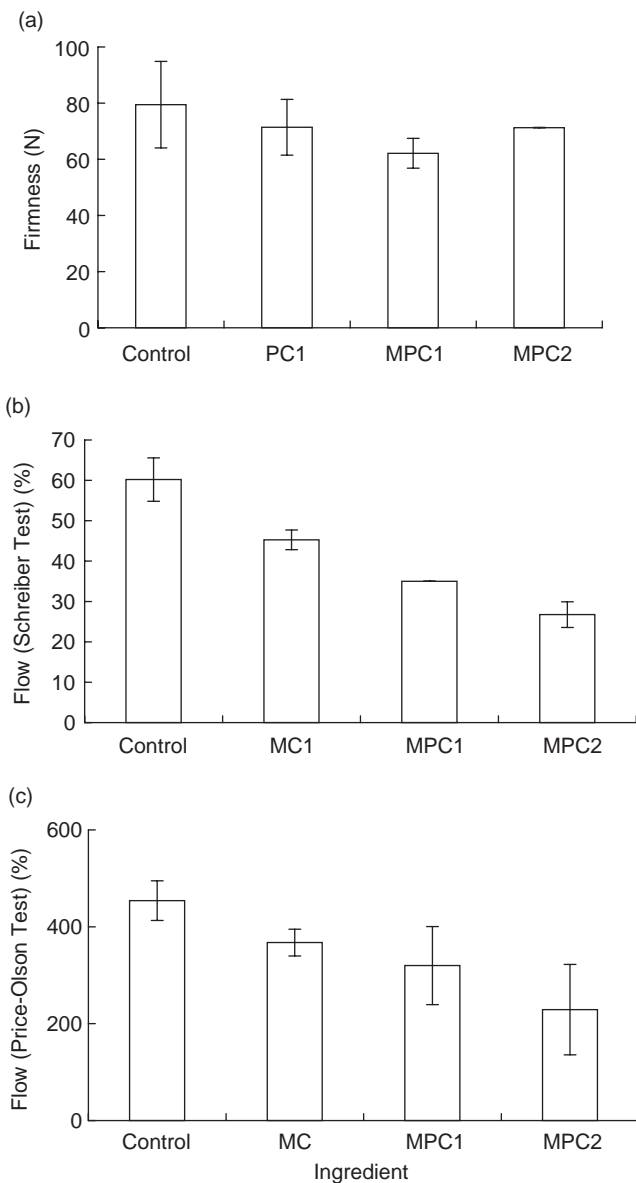 (a)
Firmness (N)
100
80
60
40
20
0
Control PC1 MPC1 MPC2
(b)
Flow (Schreiber Test) (%)
70
60
50
40
30
20
10
0
Control MC1 MPC1 MPC2
(c)
Flow (Price-Olson Test) (%)
600
400
200
0
Control MC MPC1 MPC2
Ingredient